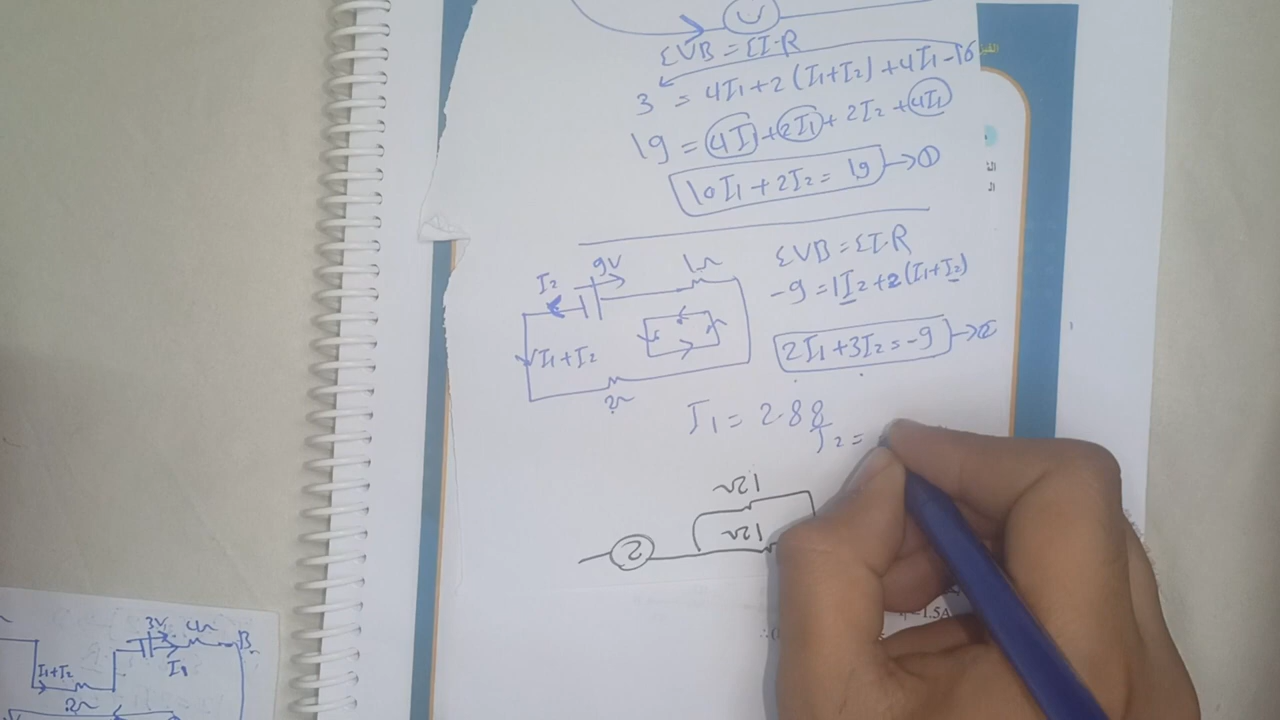 V
ΣVB = ΣI·R
3 = 4I₁+2(I₁+I₂)+4I₁-16
19 = 4I₁+2I₁+2I₂+4I₁
10I₁+2I₂=19 →①
ΣVB = ΣI·R
-9=1I₂+2(I₁+I₂)
2I₁+3I₂=-9 →②
9V
1Ω
I₂
I₁+I₂
2Ω
I₁ = 2.88
I₂ =
12Ω
12Ω
2
=1.5A
3V
4Ω
B
I₁+I₂
I₁
2Ω